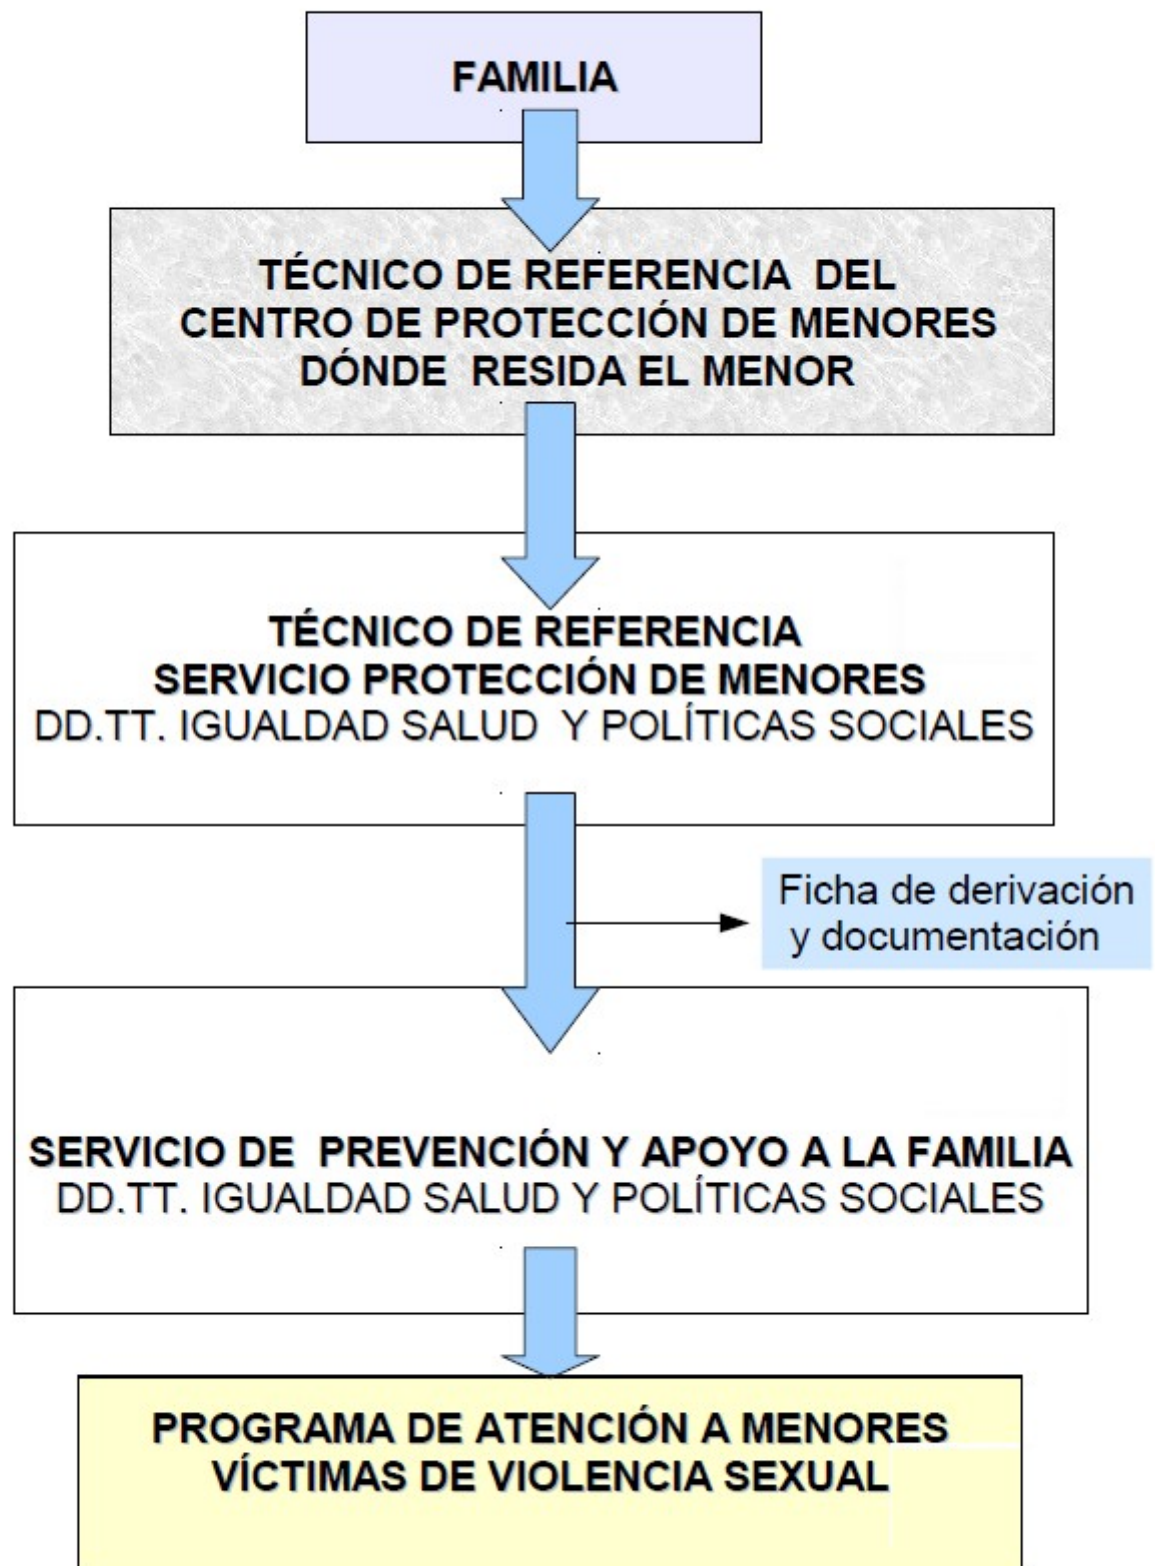 FAMILIA
TÉCNICO DE REFERENCIA DEL
CENTRO DE PROTECCIÓN DE MENORES
DÓNDE RESIDA EL MENOR
TÉCNICO DE REFERENCIA
SERVICIO PROTECCIÓN DE MENORES
DD.TT. IGUALDAD SALUD Y POLÍTICAS SOCIALES
Ficha de derivación
y documentación
SERVICIO DE PREVENCIÓN Y APOYO A LA FAMILIA
DD.TT. IGUALDAD SALUD Y POLÍTICAS SOCIALES
PROGRAMA DE ATENCIÓN A MENORES
VÍCTIMAS DE VIOLENCIA SEXUAL